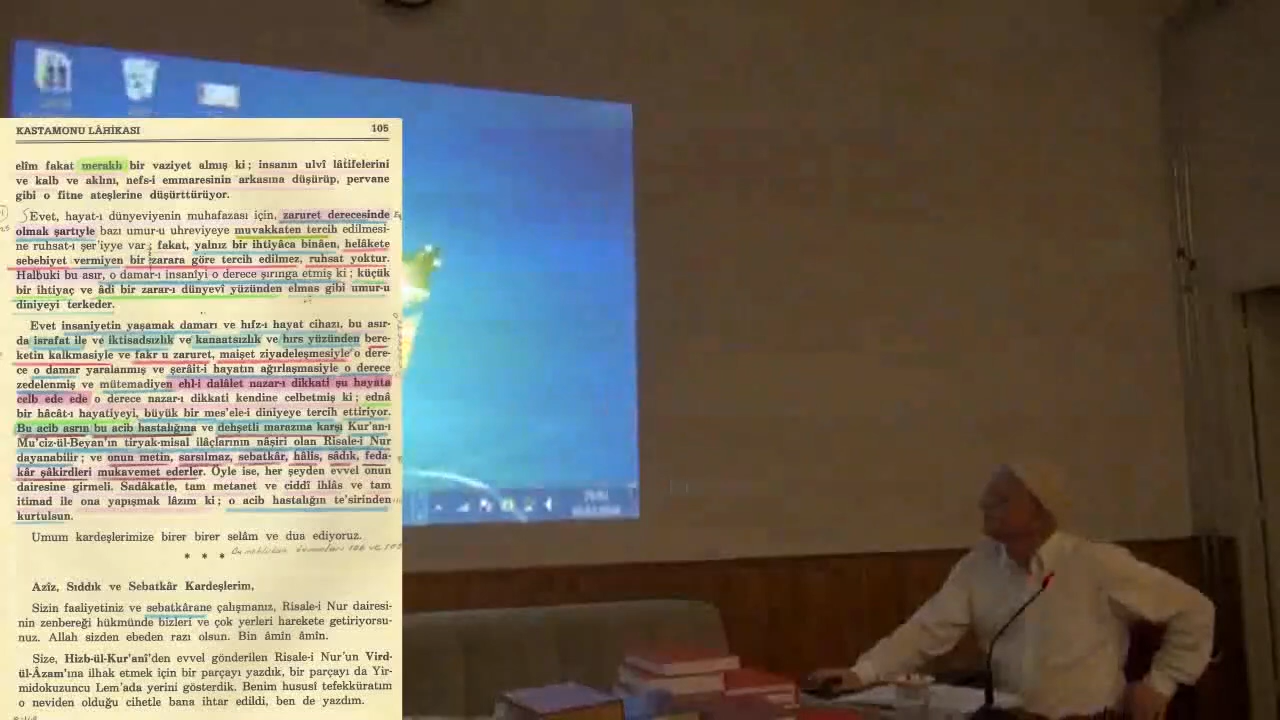 KASTAMONU LÂHİKASI 105
elîm fakat meraklı bir vaziyet almış ki; insanın ulvî lâtifelerini
ve kalb ve aklını, nefs-i emmaresinin arkasına düşürüp, pervane
gibi o fitne ateşlerine düşürttürüyor.
Evet, hayat-ı dünyeviyenin muhafazası için, zaruret derecesinde
olmak şartıyle bazı umur-u uhreviyeye muvakkaten tercih edilmesi-
ne ruhsat-ı şer'iyye var; fakat, yalnız bir ihtiyâca binâen, helâkete
sebebiyet vermiyen bir zarara göre tercih edilmez, ruhsat yoktur.
Halbuki bu asır, o damar-ı insanîyi o derece şırınga etmiş ki; küçük
bir ihtiyaç ve âdi bir zarar-ı dünyevî yüzünden elmas gibi umur-u
diniyeyi terkeder.
Evet insaniyetin yaşamak damarı ve hıfz-ı hayat cihazı, bu asır-
da israfat ile ve iktisadsızlık ve kanaatsızlık ve hırs yüzünden bere-
ketin kalkmasiyle ve fakr u zaruret, maişet ziyadeleşmesiyle o dere-
ce o damar yaralanmış ve şerâit-i hayatın ağırlaşmasiyle o derece
zedelenmiş ve mütemadiyen ehl-i dalâlet nazar-ı dikkati şu hayata
celb ede ede o derece nazar-ı dikkati kendine celbetmiş ki; ednâ
bir hâcât-ı hayatiyeyi, büyük bir mes'ele-i diniyeye tercih ettiriyor.
Bu acib asrın bu acib hastalığına ve dehşetli marazına karşı Kur'an-ı
Mu'ciz-ül-Beyan'ın tiryak-misal ilâçlarının nâşiri olan Risale-i Nur
dayanabilir; ve onun metin, sarsılmaz, sebatkâr, hâlis, sâdık, feda-
kâr şâkirdleri mukavemet ederler. Öyle ise, her şeyden evvel onun
dairesine girmeli. Sadâkatle, tam metanet ve ciddî ihlâs ve tam
itimad ile ona yapışmak lâzım ki; o acib hastalığın te'sirinden
kurtulsun.
Umum kardeşlerimize birer birer selâm ve dua ediyoruz.
* * *
Azîz, Sıddık ve Sebatkâr Kardeşlerim,
Sizin faaliyetiniz ve sebatkârane çalışmanız, Risale-i Nur dairesi-
nin zenbereği hükmünde bizleri ve çok yerleri harekete getiriyorsu-
nuz. Allah sizden ebeden razı olsun. Bin âmin âmîn.
Size, Hizb-ül-Kur'anî'den evvel gönderilen Risale-i Nur'un Vird-
ül-Âzam'ına ilhak etmek için bir parçayı yazdık, bir parçayı da Yir-
midokuzuncu Lem'ada yerini gösterdik. Benim hususî tefekküratım
o neviden olduğu cihetle bana ihtar edildi, ben de yazdım.